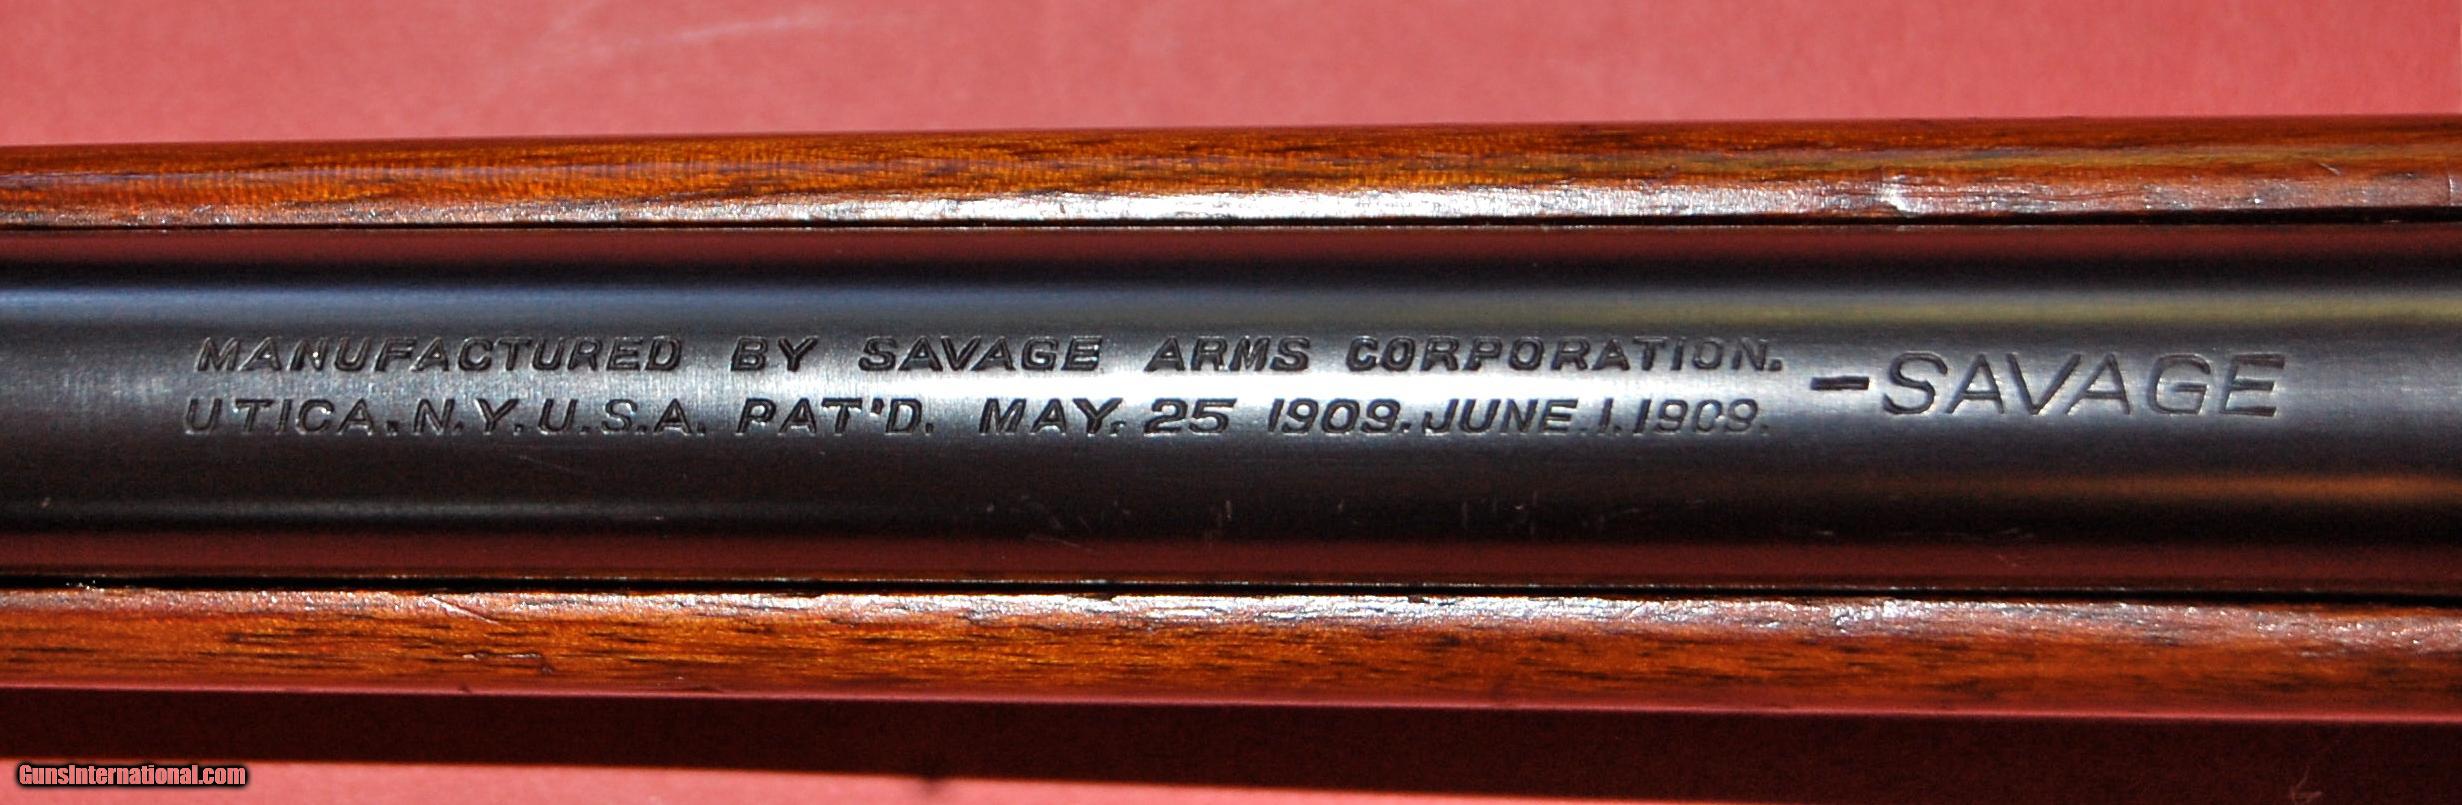 MANUFACTURED BY SAVAGE ARMS CORPORATION.
UTICA. N.Y. U.S.A. PAT'D. MAY. 25 1909. JUNE.1.1909.
-SAVAGE
GunsInternational.com